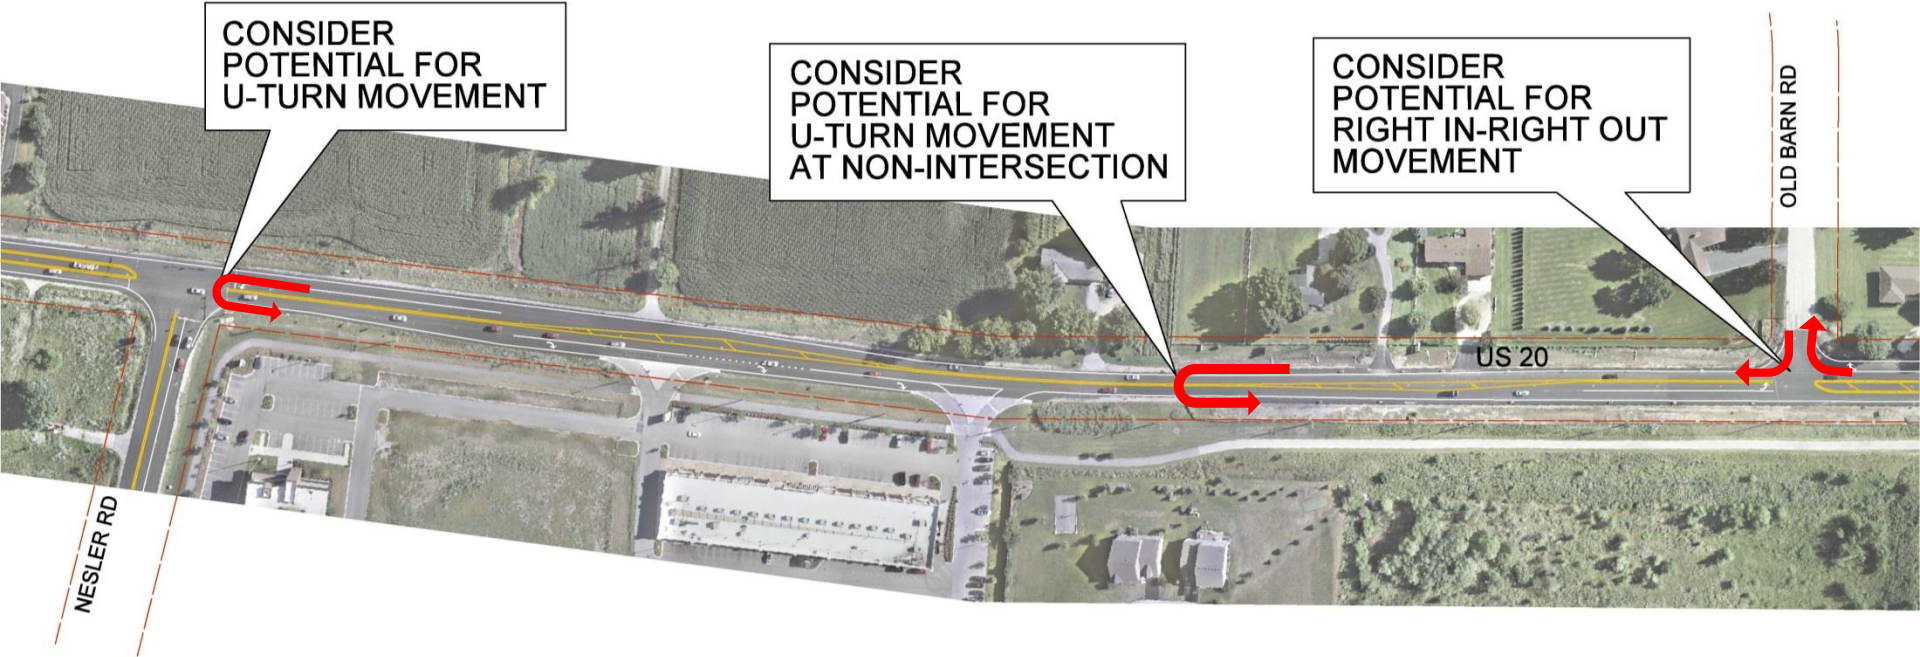 CONSIDER
POTENTIAL FOR
U-TURN MOVEMENT
CONSIDER
POTENTIAL FOR
U-TURN MOVEMENT
AT NON-INTERSECTION
CONSIDER
POTENTIAL FOR
RIGHT IN-RIGHT OUT
MOVEMENT
OLD BARN RD
US 20
NESLER RD